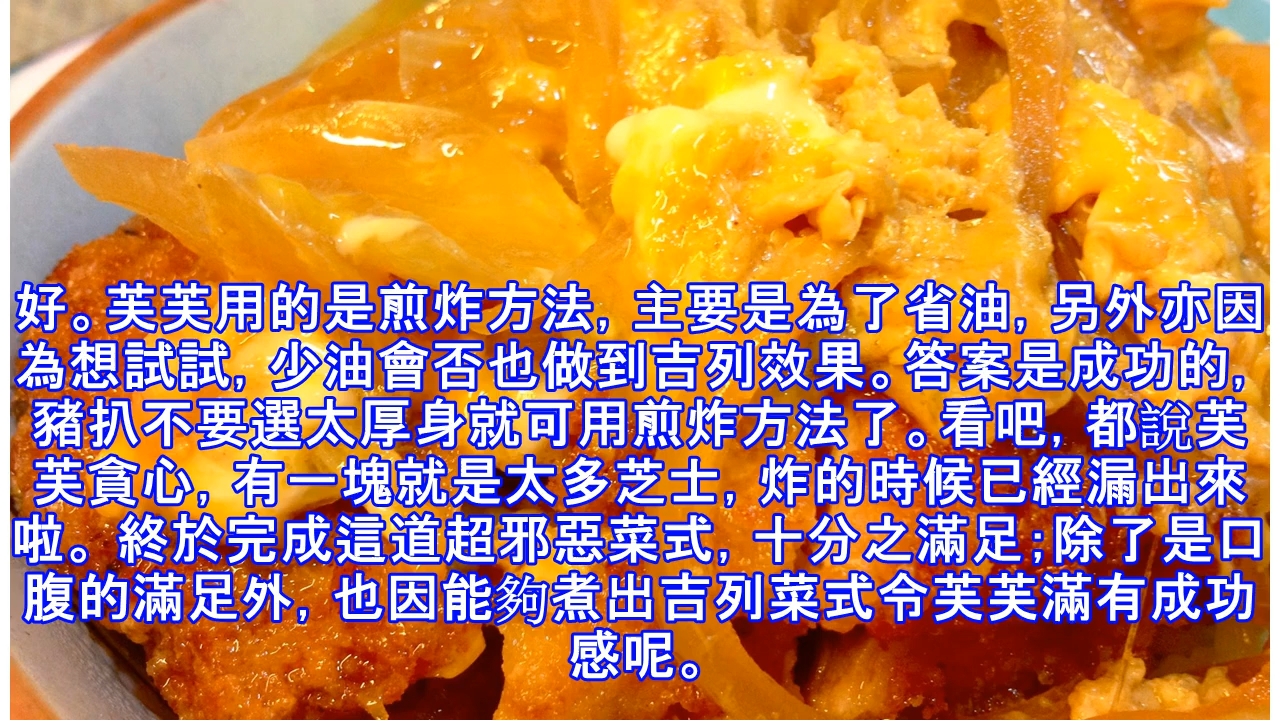 好。芙芙用的是煎炸方法, 主要是為了省油, 另外亦因
為想試試, 少油會否也做到吉列效果。答案是成功的,
豬扒不要選太厚身就可用煎炸方法了。看吧, 都說芙
芙貪心, 有一塊就是太多芝士, 炸的時候已經漏出來
啦。終於完成這道超邪惡菜式, 十分之滿足;除了是口
腹的滿足外, 也因能夠煮出吉列菜式令芙芙滿有成功
感呢。